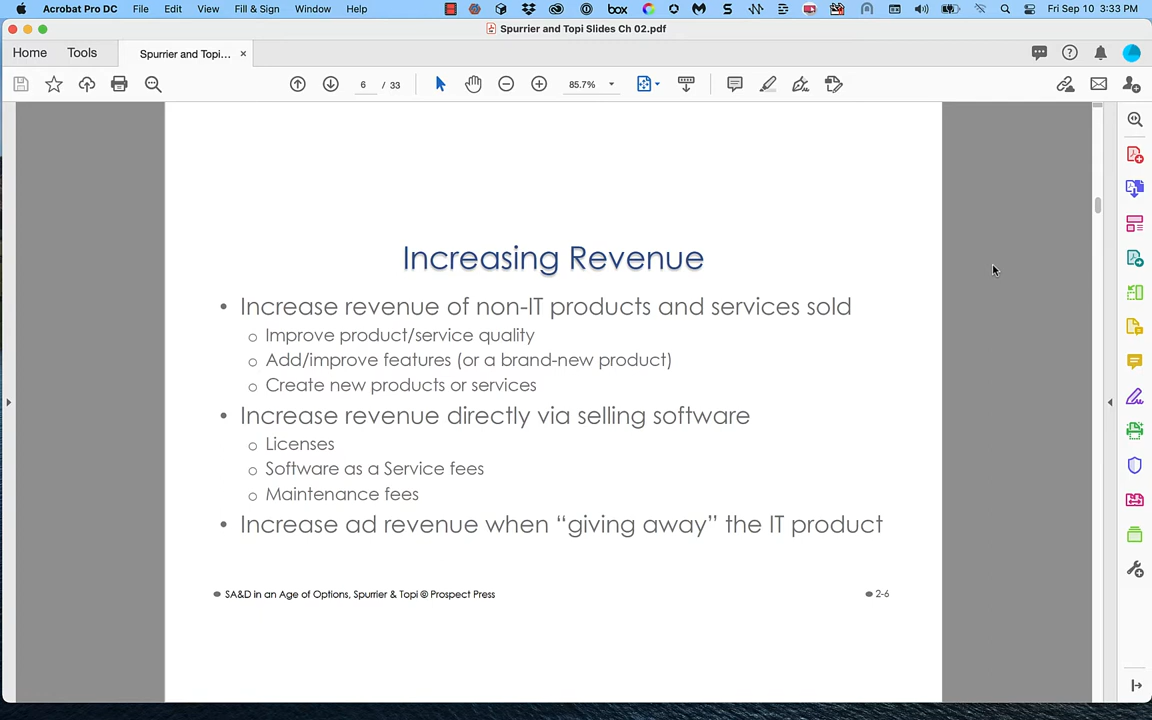 Acrobat Pro DC File Edit View Fill & Sign Window Help box Fri Sep 10 3:33 PM
Spurrier and Topi Slides Ch 02.pdf
Home Tools Spurrier and Topi... ×
6 / 33 85.7%
Increasing Revenue
• Increase revenue of non-IT products and services sold
o Improve product/service quality
o Add/improve features (or a brand-new product)
o Create new products or services
• Increase revenue directly via selling software
o Licenses
o Software as a Service fees
o Maintenance fees
• Increase ad revenue when “giving away” the IT product
SA&D in an Age of Options, Spurrier & Topi © Prospect Press 2-6